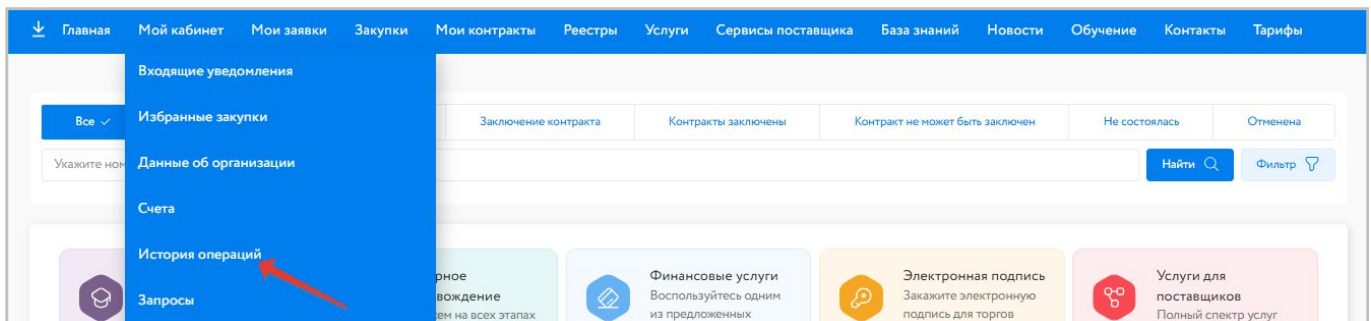 Главная Мой кабинет Мои заявки Закупки Мои контракты Реестры Услуги Сервисы поставщика База знаний Новости Обучение Контакты Тарифы
Входящие уведомления
Избранные закупки
Данные об организации
Счета
История операций
Запросы
Все Заключение контракта Контракты заключены Контракт не может быть заключен Не состоялась Отменена
Укажите ном
Найти Фильтр
рное
вождение
ем на всех этапах
Финансовые услуги
Воспользуйтесь одним
из предложенных
Электронная подпись
Закажите электронную
подпись для торгов
Услуги для
поставщиков
Полный спектр услуг